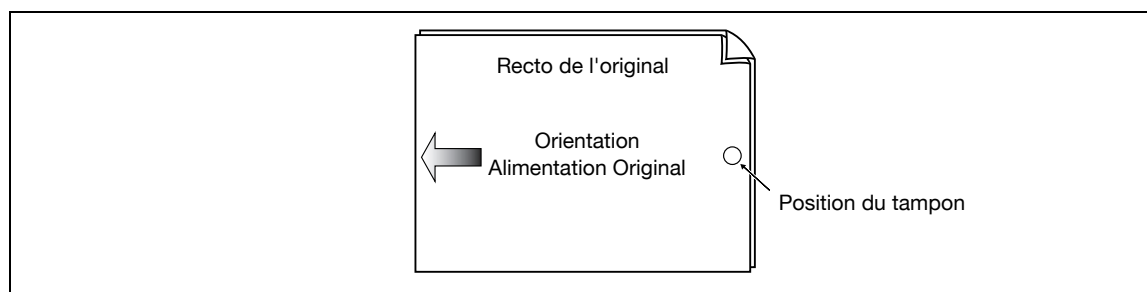 Recto de l'original
Orientation
Alimentation Original
Position du tampon